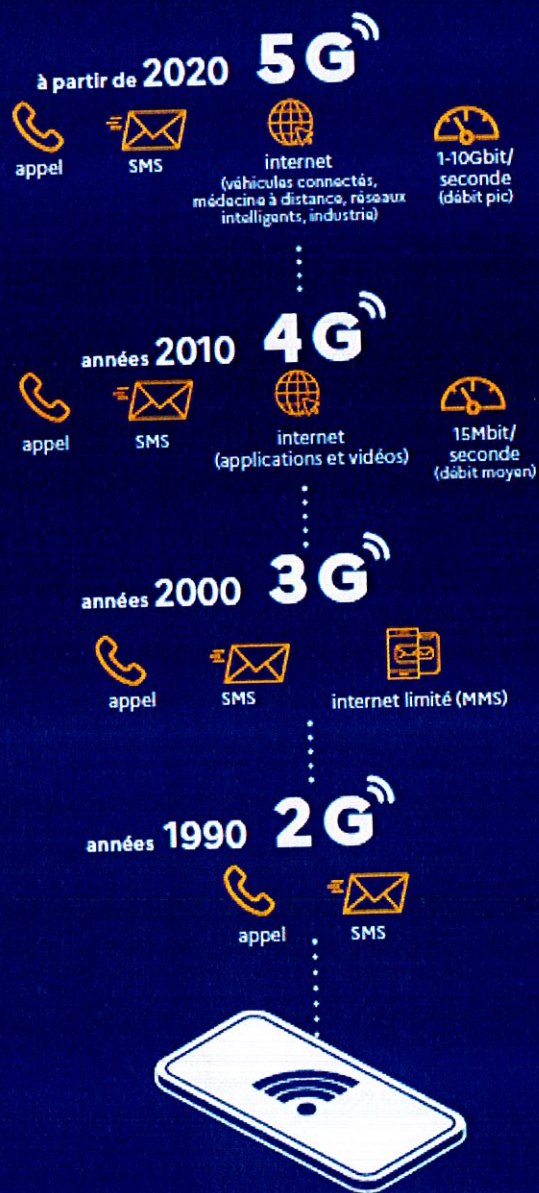 à partir de 2020 5G
appel
SMS
internet
(véhicules connectés,
médecine à distance, réseaux
intelligents, industrie)
1-10Gbit/
seconde
(débit pic)
années 2010 4G
appel
SMS
internet
(applications et vidéos)
15Mbit/
seconde
(débit moyen)
années 2000 3G
appel
SMS
internet limité (MMS)
années 1990 2G
appel
SMS